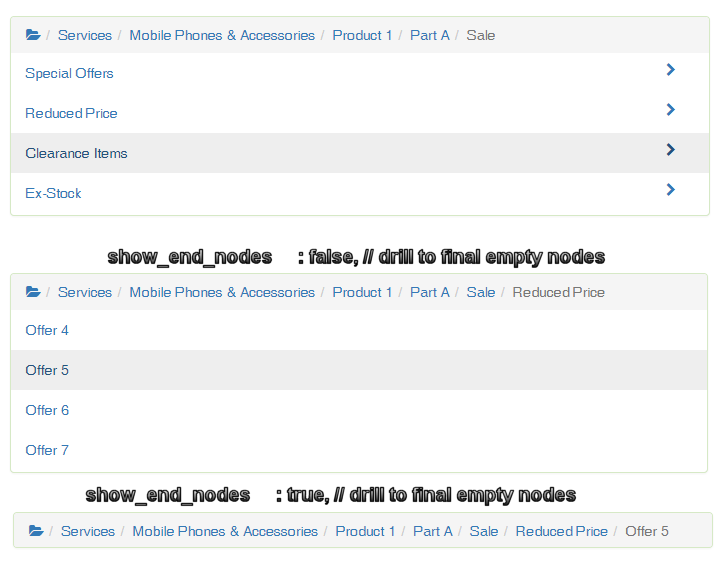 / Services / Mobile Phones & Accessories / Product 1 / Part A / Sale
Special Offers
Reduced Price
Clearance Items
Ex-Stock
show_end_nodes : false, // drill to final empty nodes
/ Services / Mobile Phones & Accessories / Product 1 / Part A / Sale / Reduced Price
Offer 4
Offer 5
Offer 6
Offer 7
show_end_nodes : true, // drill to final empty nodes
/ Services / Mobile Phones & Accessories / Product 1 / Part A / Sale / Reduced Price / Offer 5